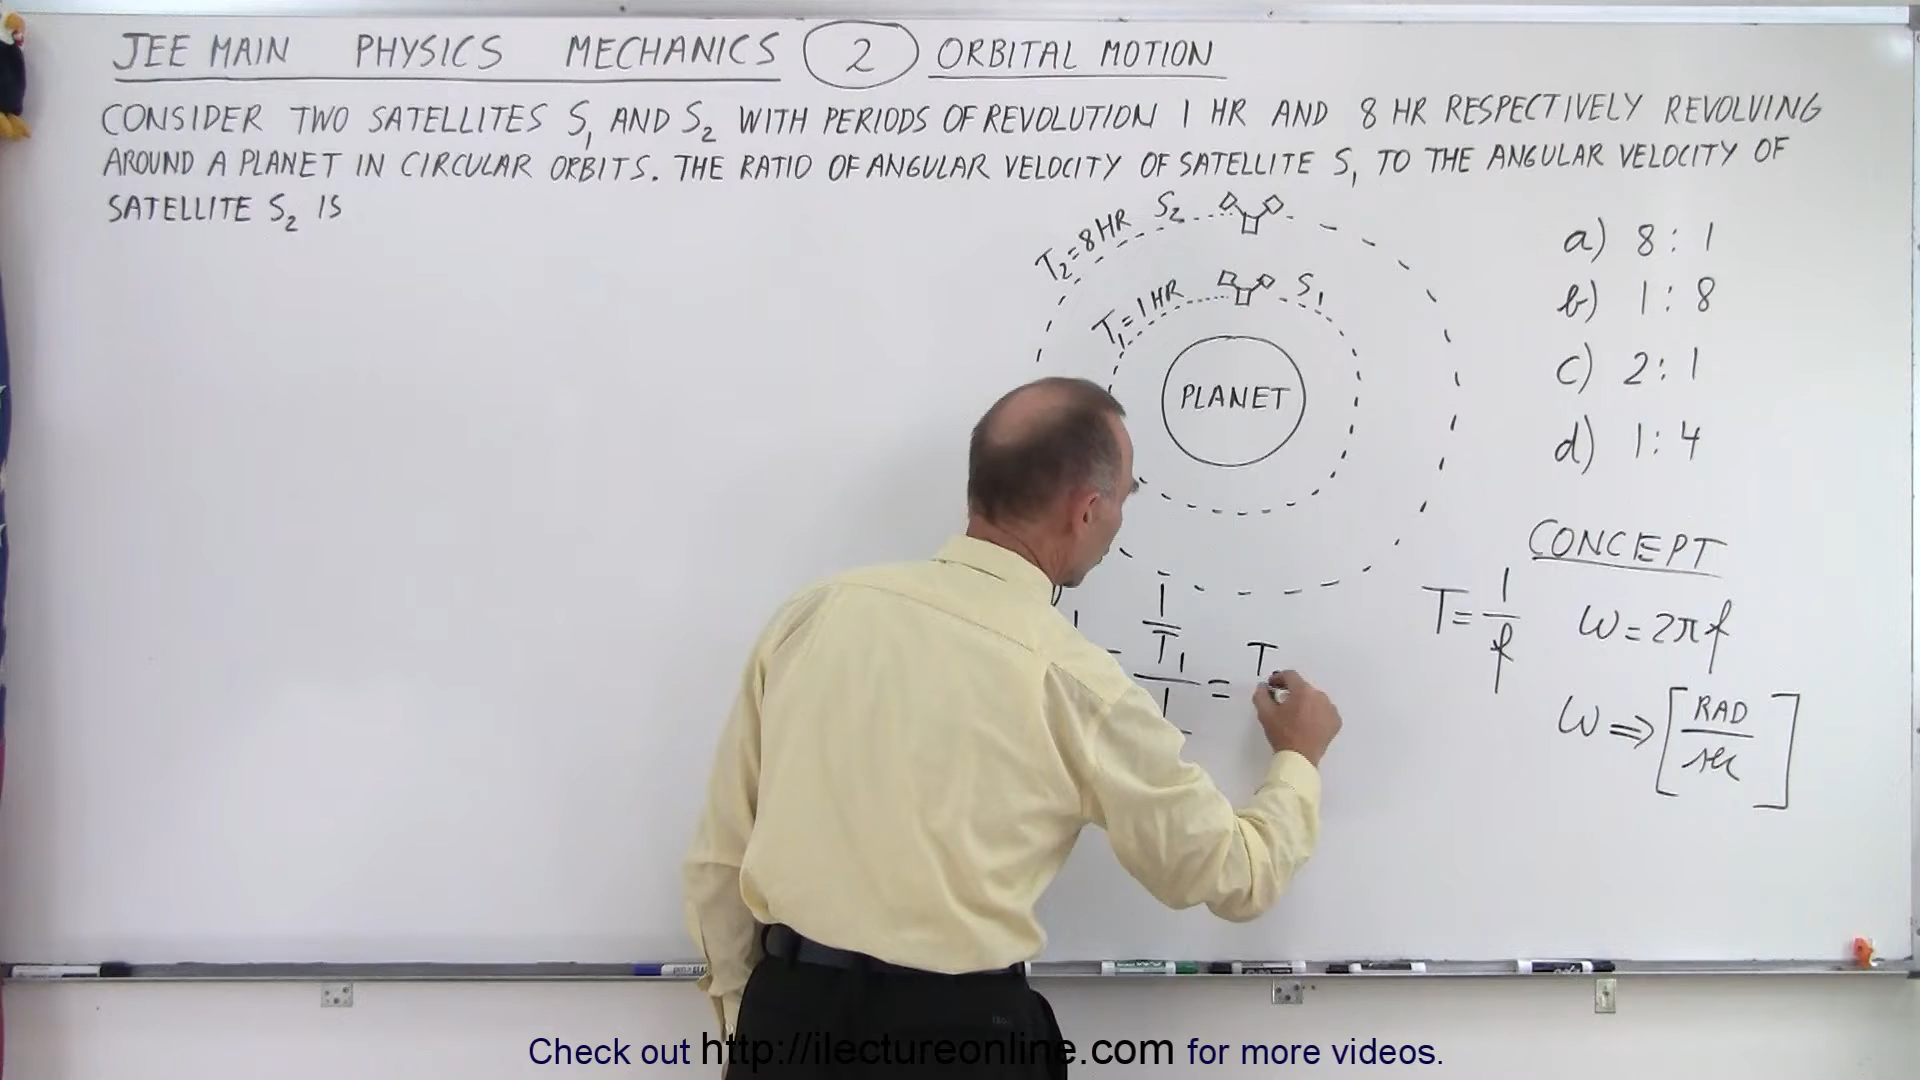 JEE MAIN PHYSICS MECHANICS 2 ORBITAL MOTION
CONSIDER TWO SATELLITES S₁ AND S₂ WITH PERIODS OF REVOLUTION 1 HR AND 8 HR RESPECTIVELY REVOLVING
AROUND A PLANET IN CIRCULAR ORBITS. THE RATIO OF ANGULAR VELOCITY OF SATELLITE S₁ TO THE ANGULAR VELOCITY OF
SATELLITE S₂ IS
T₂=8HR S₂
T₁=1HR S₁
PLANET
a) 8:1
b) 1:8
c) 2:1
d) 1:4
CONCEPT
T=1/f ω=2πf
ω⇒[RAD/sec]
1/T₁
= T
1
Check out http://ilectureonline.com for more videos.